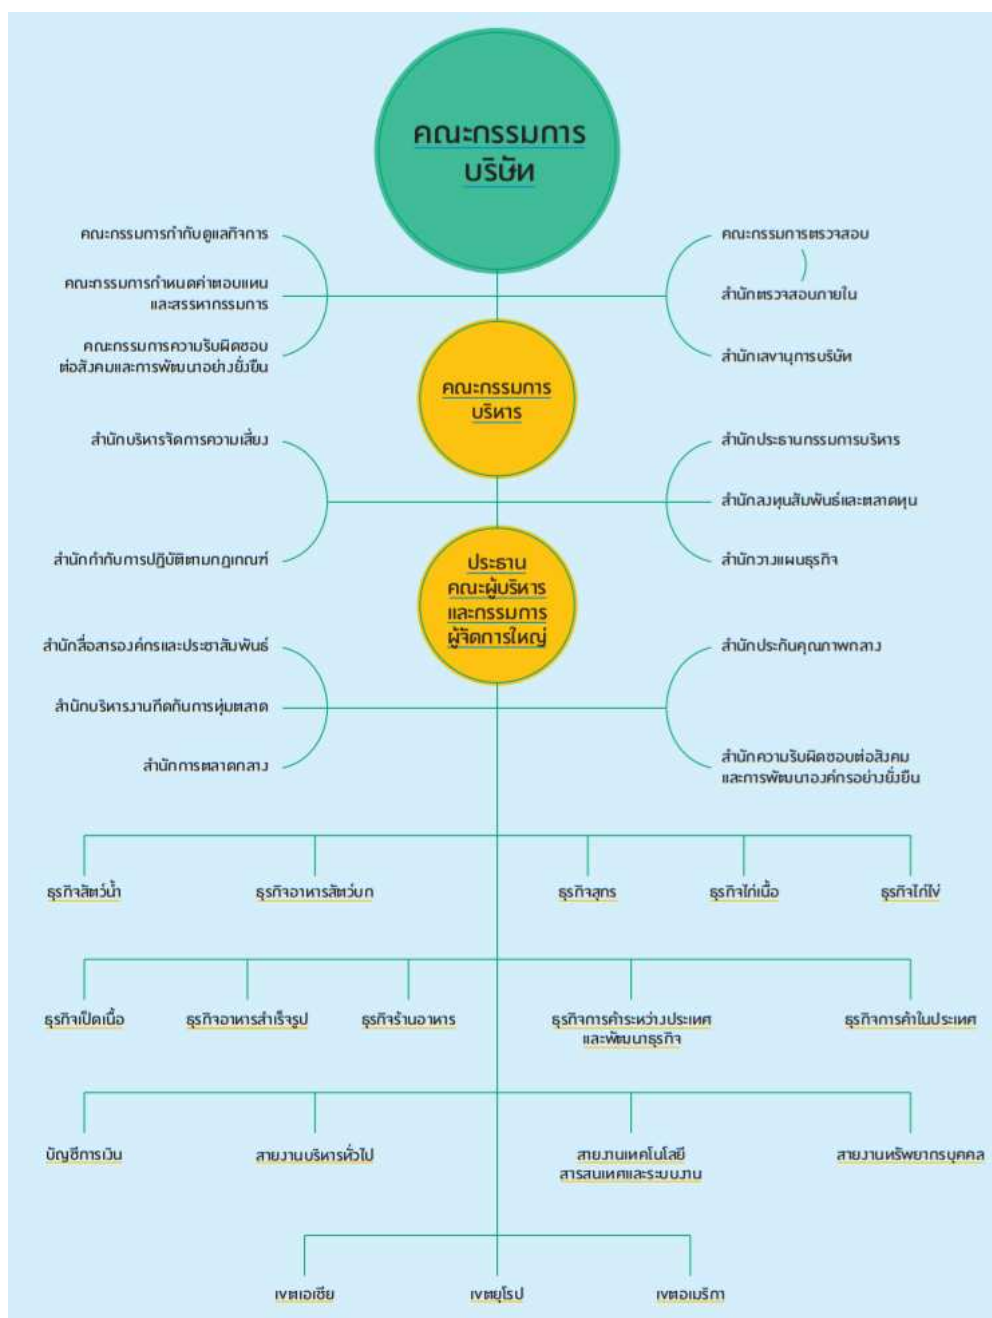 คณะกรรมการ
บริษัท
คณะกรรมการกำกับดูแลกิจการ
คณะกรรมการกำหนดค่าตอบแทน
และสรรหากรรมการ
คณะกรรมการความรับผิดชอบ
ต่อสังคมและการพัฒนาอย่างยั่งยืน
คณะกรรมการตรวจสอบ
สำนักตรวจสอบภายใน
สำนักเลขานุการบริษัท
คณะกรรมการ
บริหาร
สำนักบริหารจัดการความเสี่ยง
สำนักกำกับการปฏิบัติตามกฎเกณฑ์
สำนักประธานกรรมการบริหาร
สำนักลงทุนสัมพันธ์และตลาดทุน
สำนักวางแผนธุรกิจ
ประธาน
คณะผู้บริหาร
และกรรมการ
ผู้จัดการใหญ่
สำนักสื่อสารองค์กรและประชาสัมพันธ์
สำนักบริหารงานกีดกันการทุ่มตลาด
สำนักการตลาดกลาง
สำนักประกันคุณภาพกลาง
สำนักความรับผิดชอบต่อสังคม
และการพัฒนาองค์กรอย่างยั่งยืน
ธุรกิจสัตว์น้ำ
ธุรกิจอาหารสัตว์บก
ธุรกิจสุกร
ธุรกิจไก่เนื้อ
ธุรกิจไก่ไข่
ธุรกิจเป็ดเนื้อ
ธุรกิจอาหารสำเร็จรูป
ธุรกิจร้านอาหาร
ธุรกิจการค้าระหว่างประเทศ
และพัฒนาธุรกิจ
ธุรกิจการค้าในประเทศ
บัญชีการเงิน
สายงานบริหารทั่วไป
สายงานเทคโนโลยี
สารสนเทศและระบบงาน
สายงานทรัพยากรบุคคล
เขตเอเชีย
เขตยุโรป
เขตอเมริกา